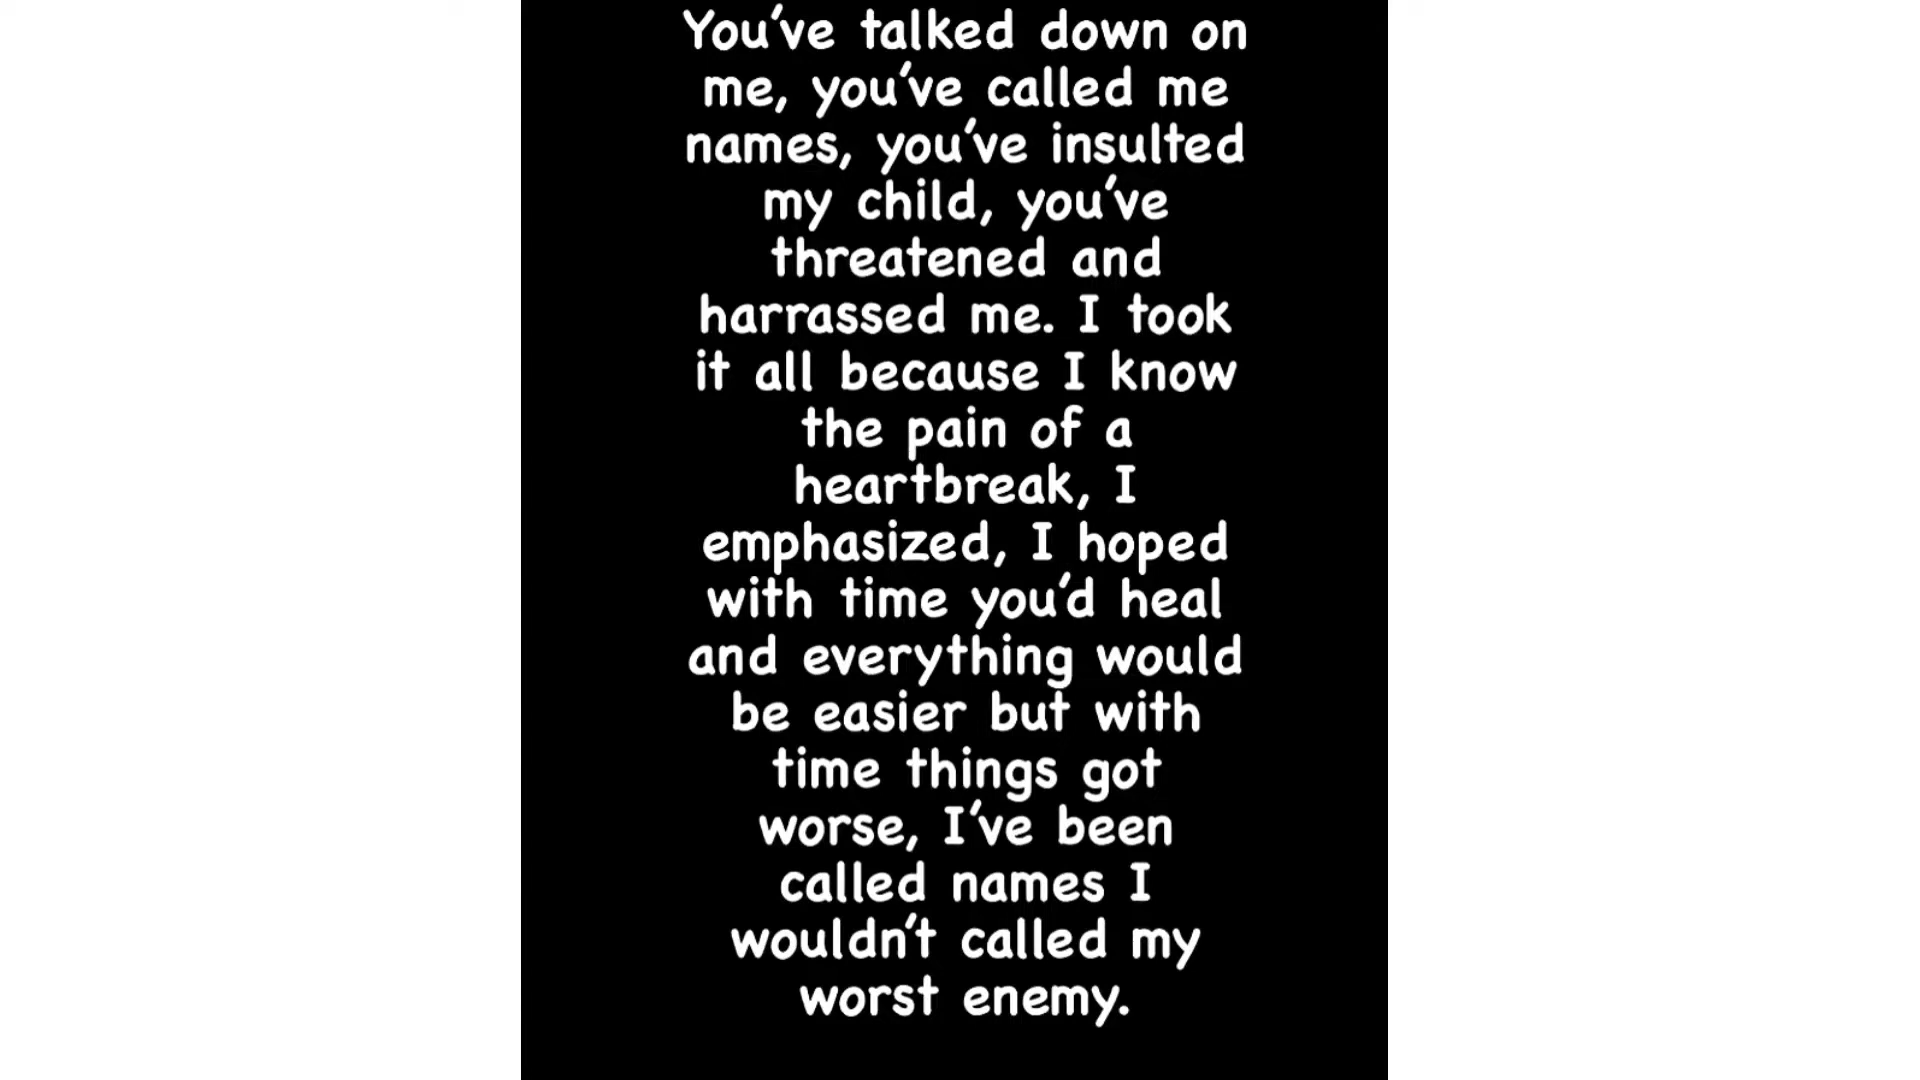 You've talked down on
me, you've called me
names, you've insulted
my child, you've
threatened and
harrassed me. I took
it all because I know
the pain of a
heartbreak, I
emphasized, I hoped
with time you'd heal
and everything would
be easier but with
time things got
worse, I've been
called names I
wouldn't called my
worst enemy.